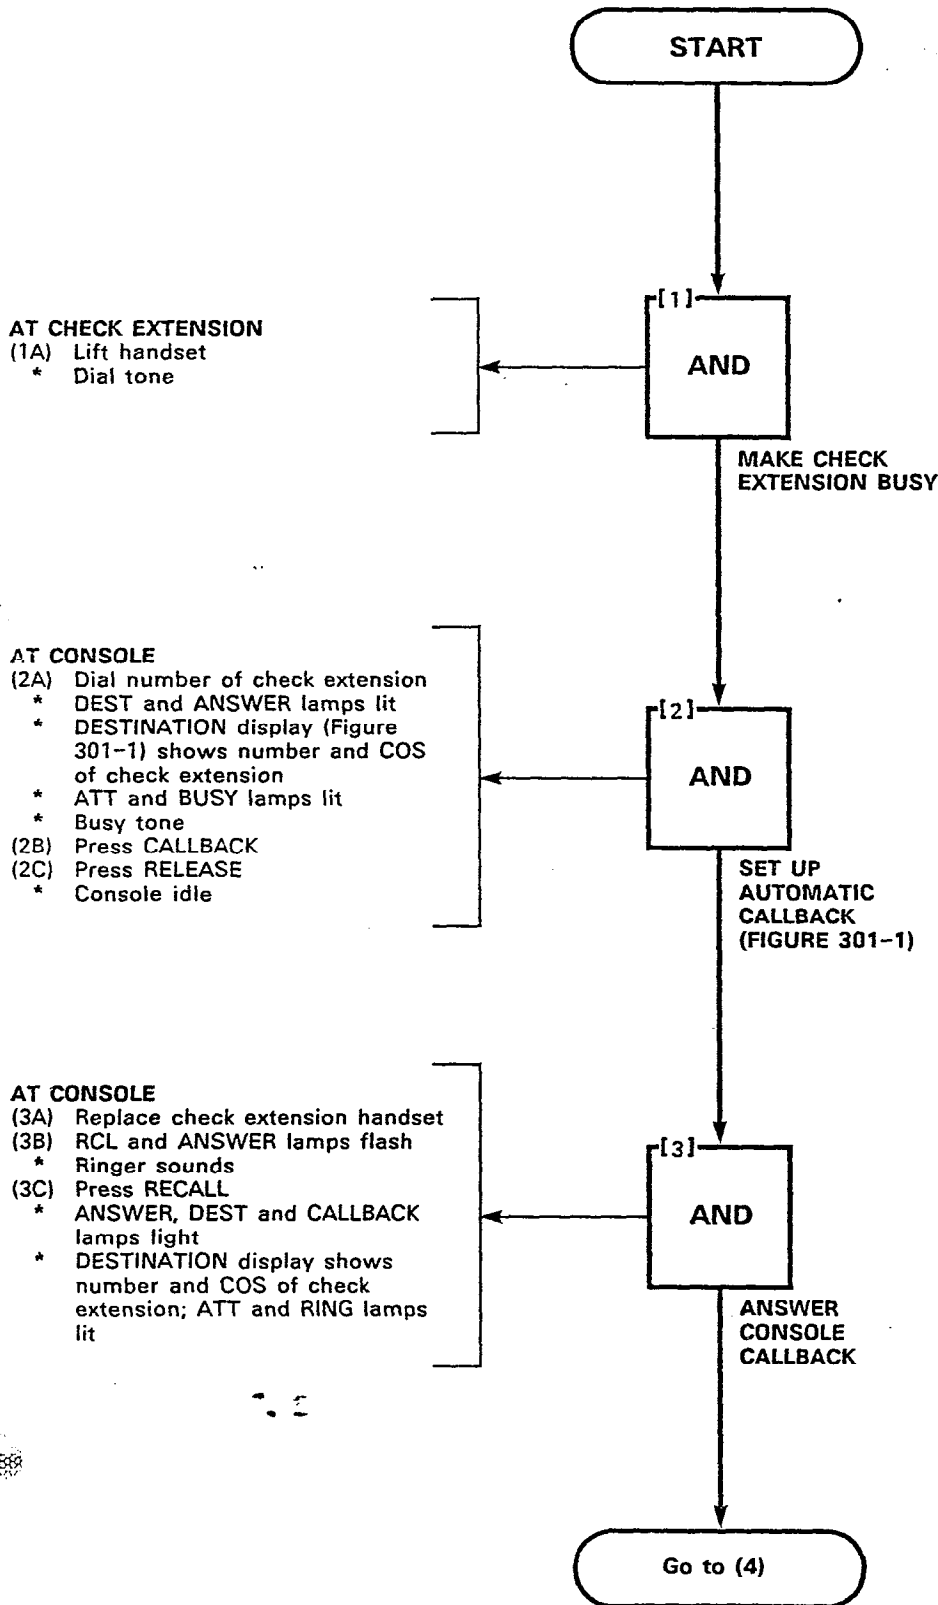 START
[1]
AND
AT CHECK EXTENSION
(1A) Lift handset
* Dial tone
MAKE CHECK
EXTENSION BUSY
AT CONSOLE
(2A) Dial number of check extension
* DEST and ANSWER lamps lit
* DESTINATION display (Figure
301-1) shows number and COS
of check extension
* ATT and BUSY lamps lit
* Busy tone
(2B) Press CALLBACK
(2C) Press RELEASE
* Console idle
[2]
AND
SET UP
AUTOMATIC
CALLBACK
(FIGURE 301-1)
AT CONSOLE
(3A) Replace check extension handset
(3B) RCL and ANSWER lamps flash
* Ringer sounds
(3C) Press RECALL
* ANSWER, DEST and CALLBACK
lamps light
* DESTINATION display shows
number and COS of check
extension; ATT and RING lamps
lit
[3]
AND
ANSWER
CONSOLE
CALLBACK
Go to (4)